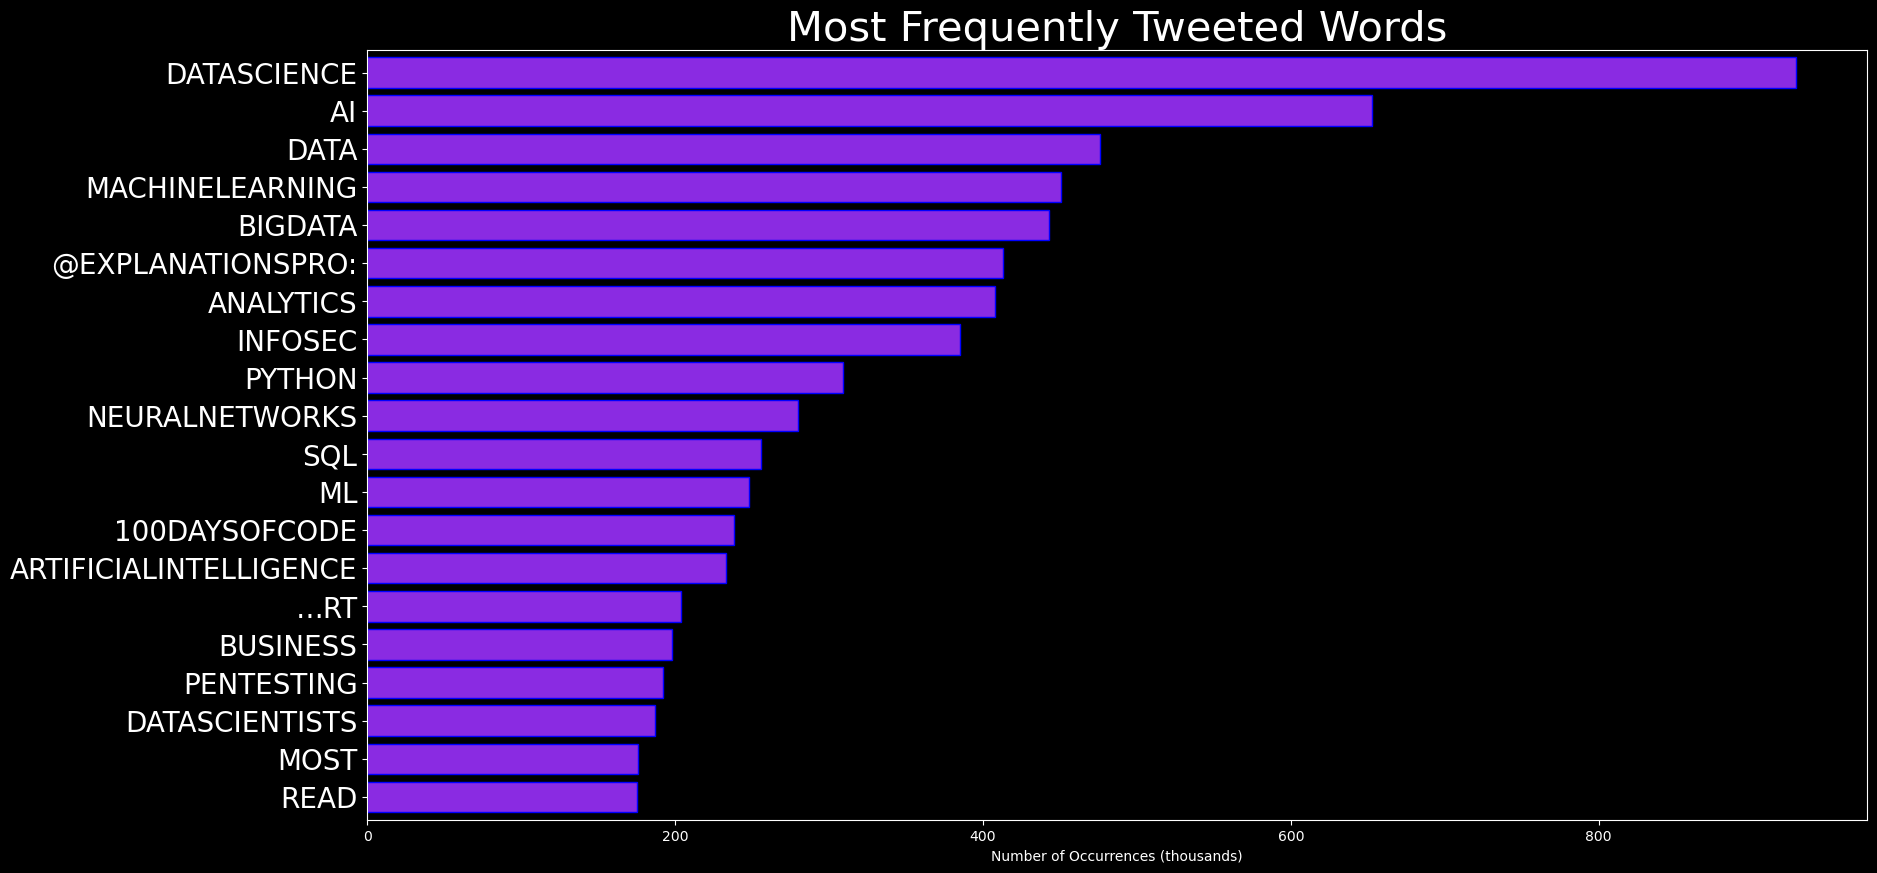 Most Frequently Tweeted Words
DATASCIENCE
AI
DATA
MACHINELEARNING
BIGDATA
@EXPLANATIONSPRO:
ANALYTICS
INFOSEC
PYTHON
NEURALNETWORKS
SQL
ML
100DAYSOFCODE
ARTIFICIALINTELLIGENCE
…RT
BUSINESS
PENTESTING
DATASCIENTISTS
MOST
READ
0 200 400 600 800
Number of Occurrences (thousands)